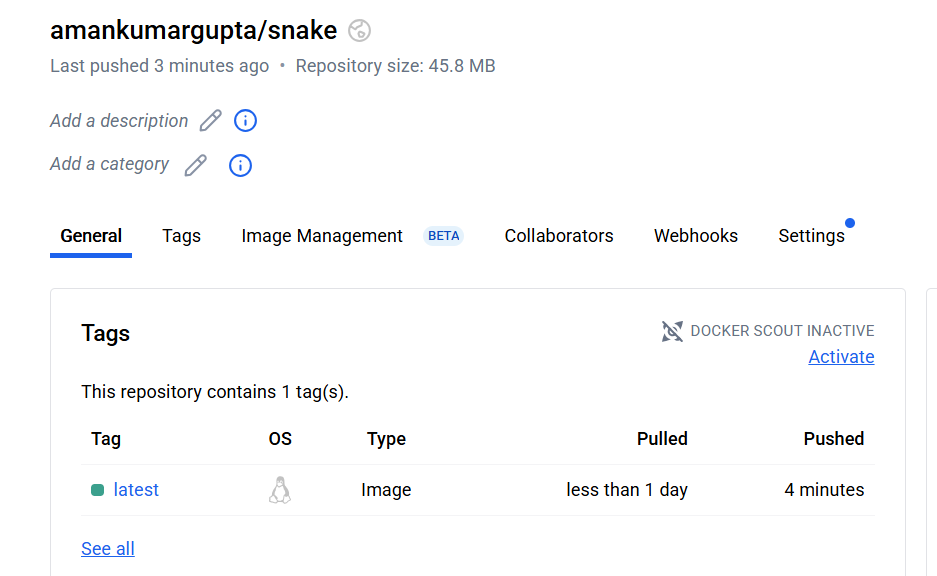 amankumargupta/snake
Last pushed 3 minutes ago • Repository size: 45.8 MB
Add a description
Add a category
General Tags Image Management BETA Collaborators Webhooks Settings
Tags
DOCKER SCOUT INACTIVE
Activate
This repository contains 1 tag(s).
Tag OS Type Pulled Pushed
latest Image less than 1 day 4 minutes
See all